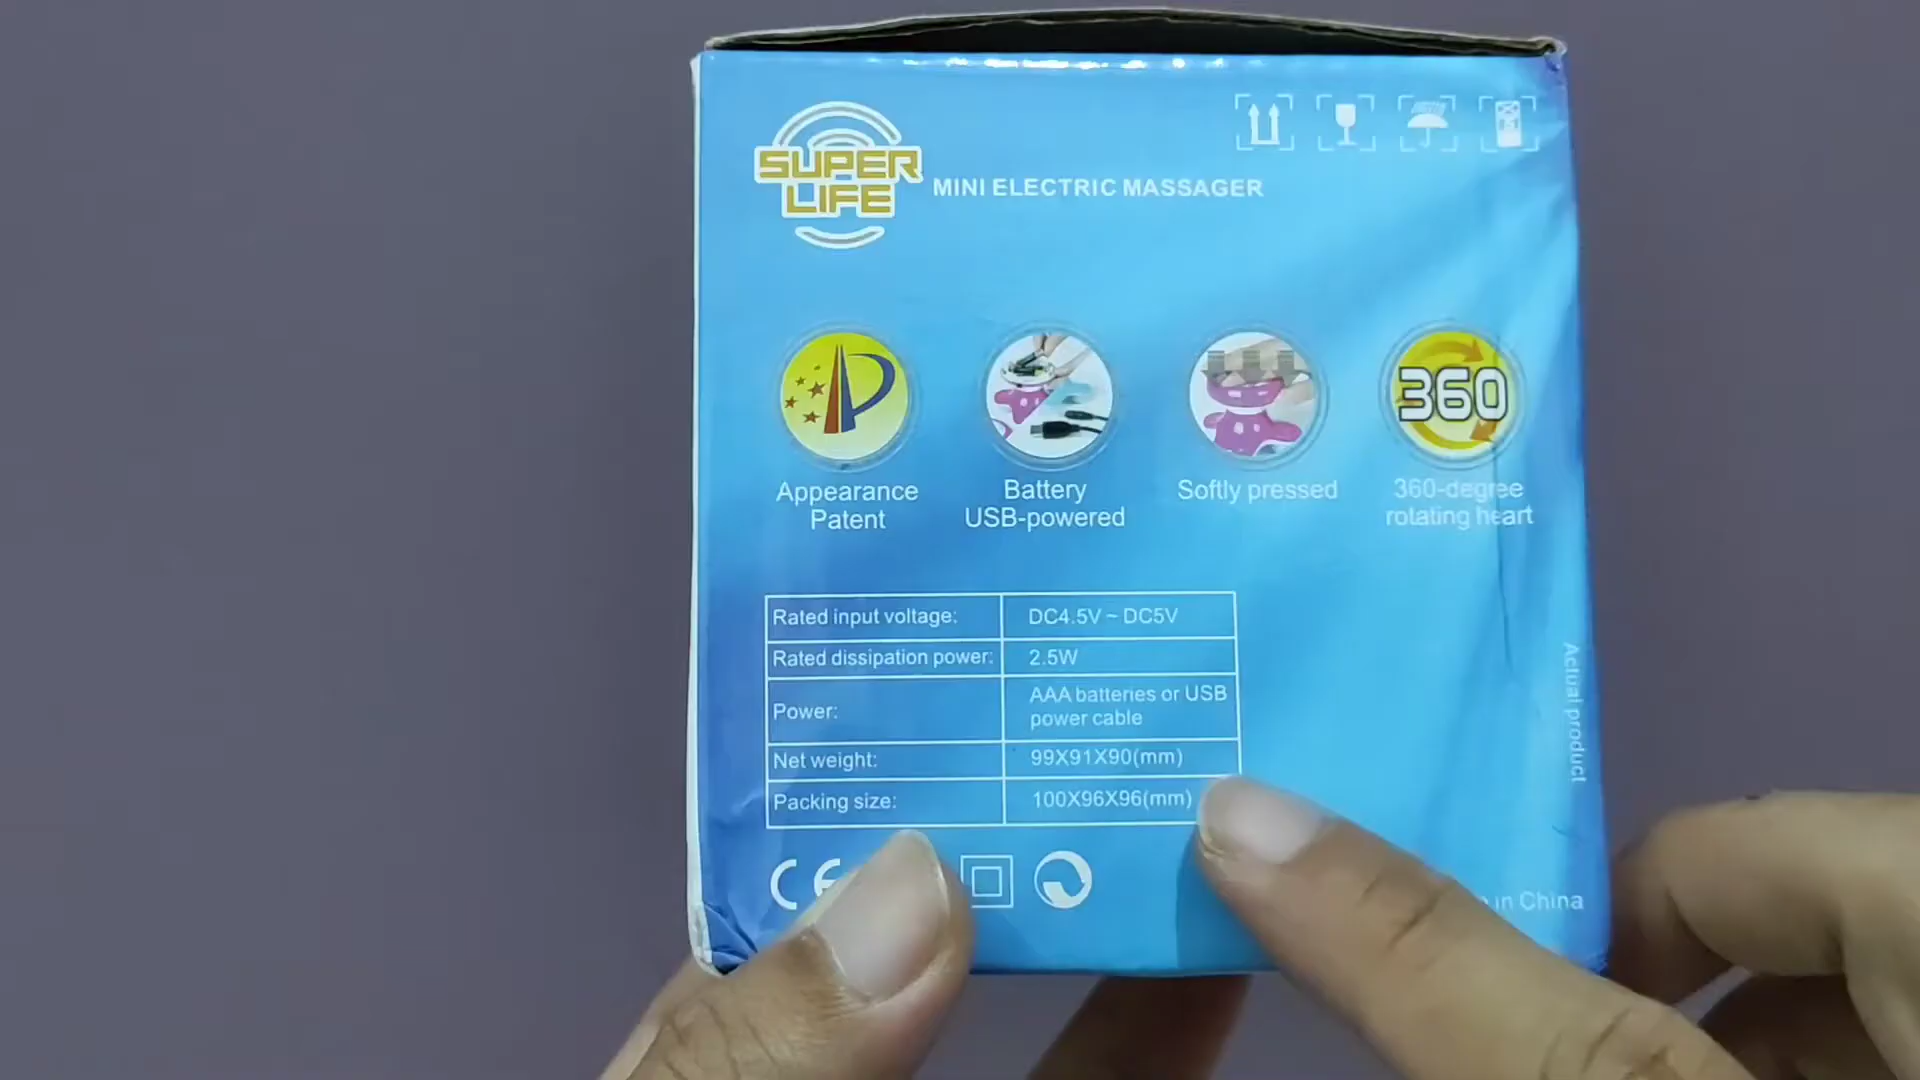 SUPER
LIFE
MINI ELECTRIC MASSAGER
360
Appearance
Patent
Battery
USB-powered
Softly pressed
360-degree
rotating heart
Rated input voltage: DC4.5V ~ DC5V
Rated dissipation power: 2.5W
Power: AAA batteries or USB
power cable
Net weight: 99X91X90(mm)
Packing size: 100X96X96(mm)
Actual product
CE
in China